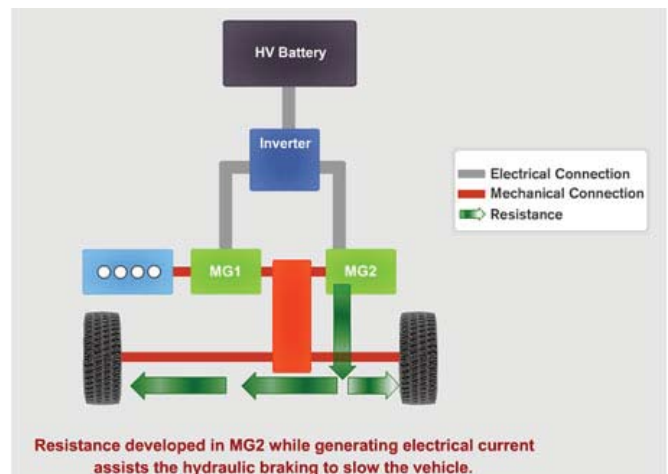 HV Battery
Inverter
Electrical Connection
Mechanical Connection
Resistance
MG1
MG2
Resistance developed in MG2 while generating electrical current
assists the hydraulic braking to slow the vehicle.